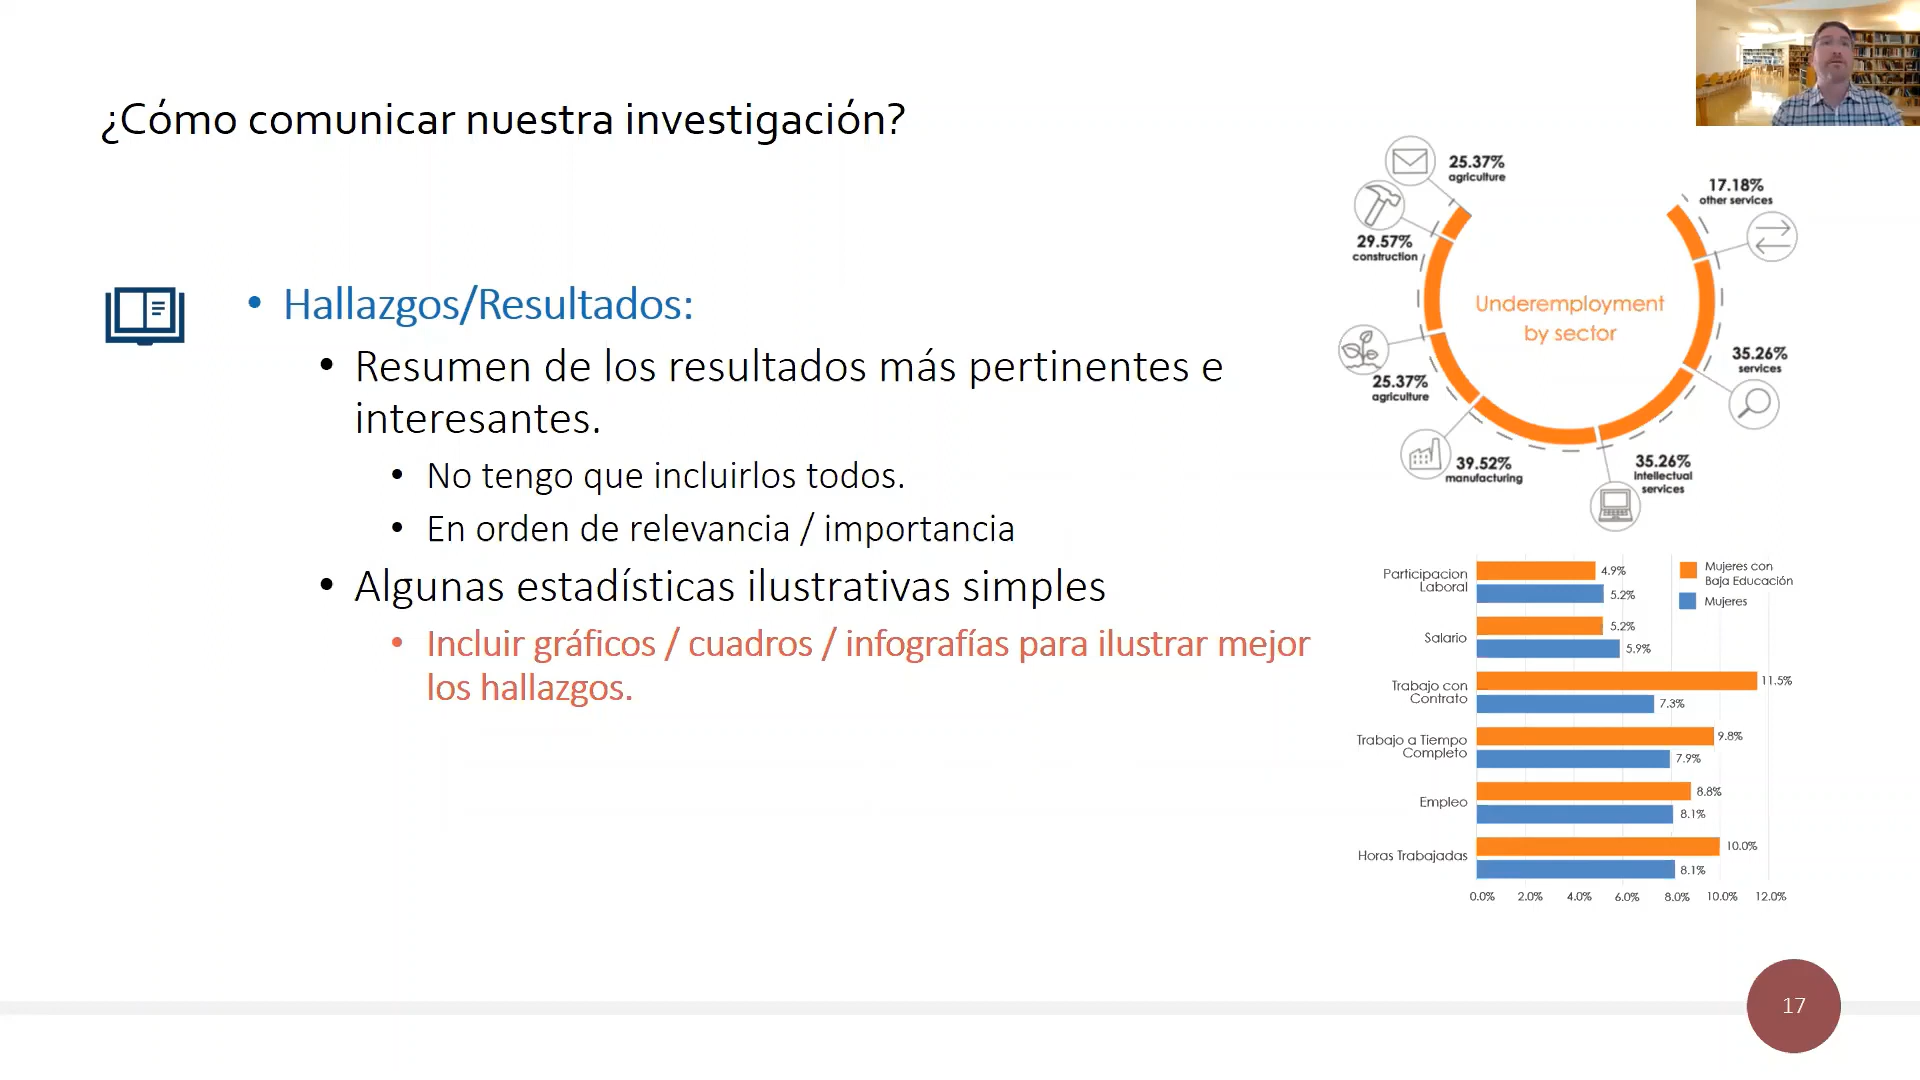 ¿Cómo comunicar nuestra investigación?
• Hallazgos/Resultados:
• Resumen de los resultados más pertinentes e
interesantes.
• No tengo que incluirlos todos.
• En orden de relevancia / importancia
• Algunas estadísticas ilustrativas simples
• Incluir gráficos / cuadros / infografías para ilustrar mejor
los hallazgos.
25.37%
agriculture
17.18%
other services
29.57%
construction
Underemployment
by sector
35.26%
services
25.37%
agriculture
39.52%
manufacturing
35.26%
Intellectual
services
Participacion
Laboral
4.9%
5.2%
Mujeres con
Baja Educación
Mujeres
Salario
5.2%
5.9%
Trabajo con
Contrato
11.5%
7.3%
Trabajo a Tiempo
Completo
9.8%
7.9%
Empleo
8.8%
8.1%
Horas Trabajadas
10.0%
8.1%
0.0% 2.0% 4.0% 6.0% 8.0% 10.0% 12.0%
17